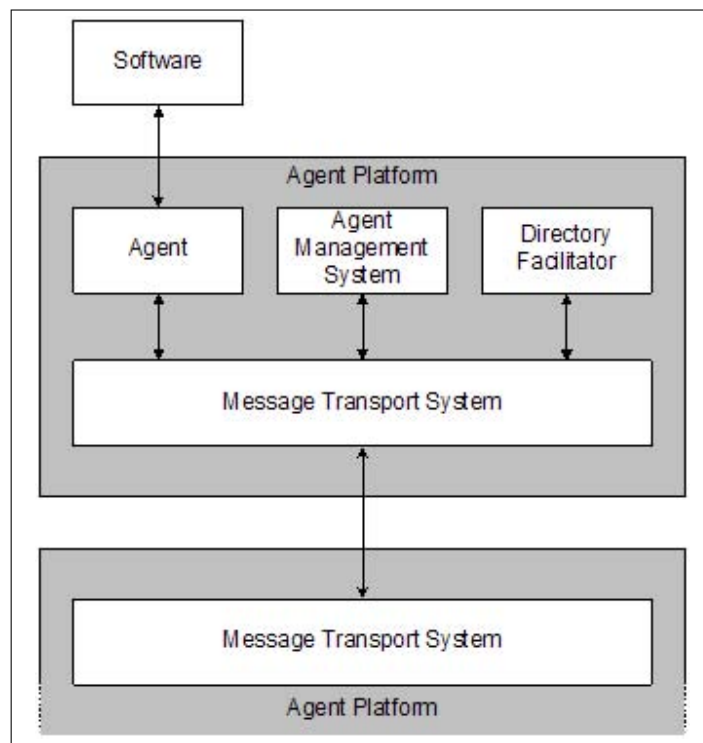 Software
Agent Platform
Agent
Agent
Management
System
Directory
Facilitator
Message Transport System
Message Transport System
Agent Platform